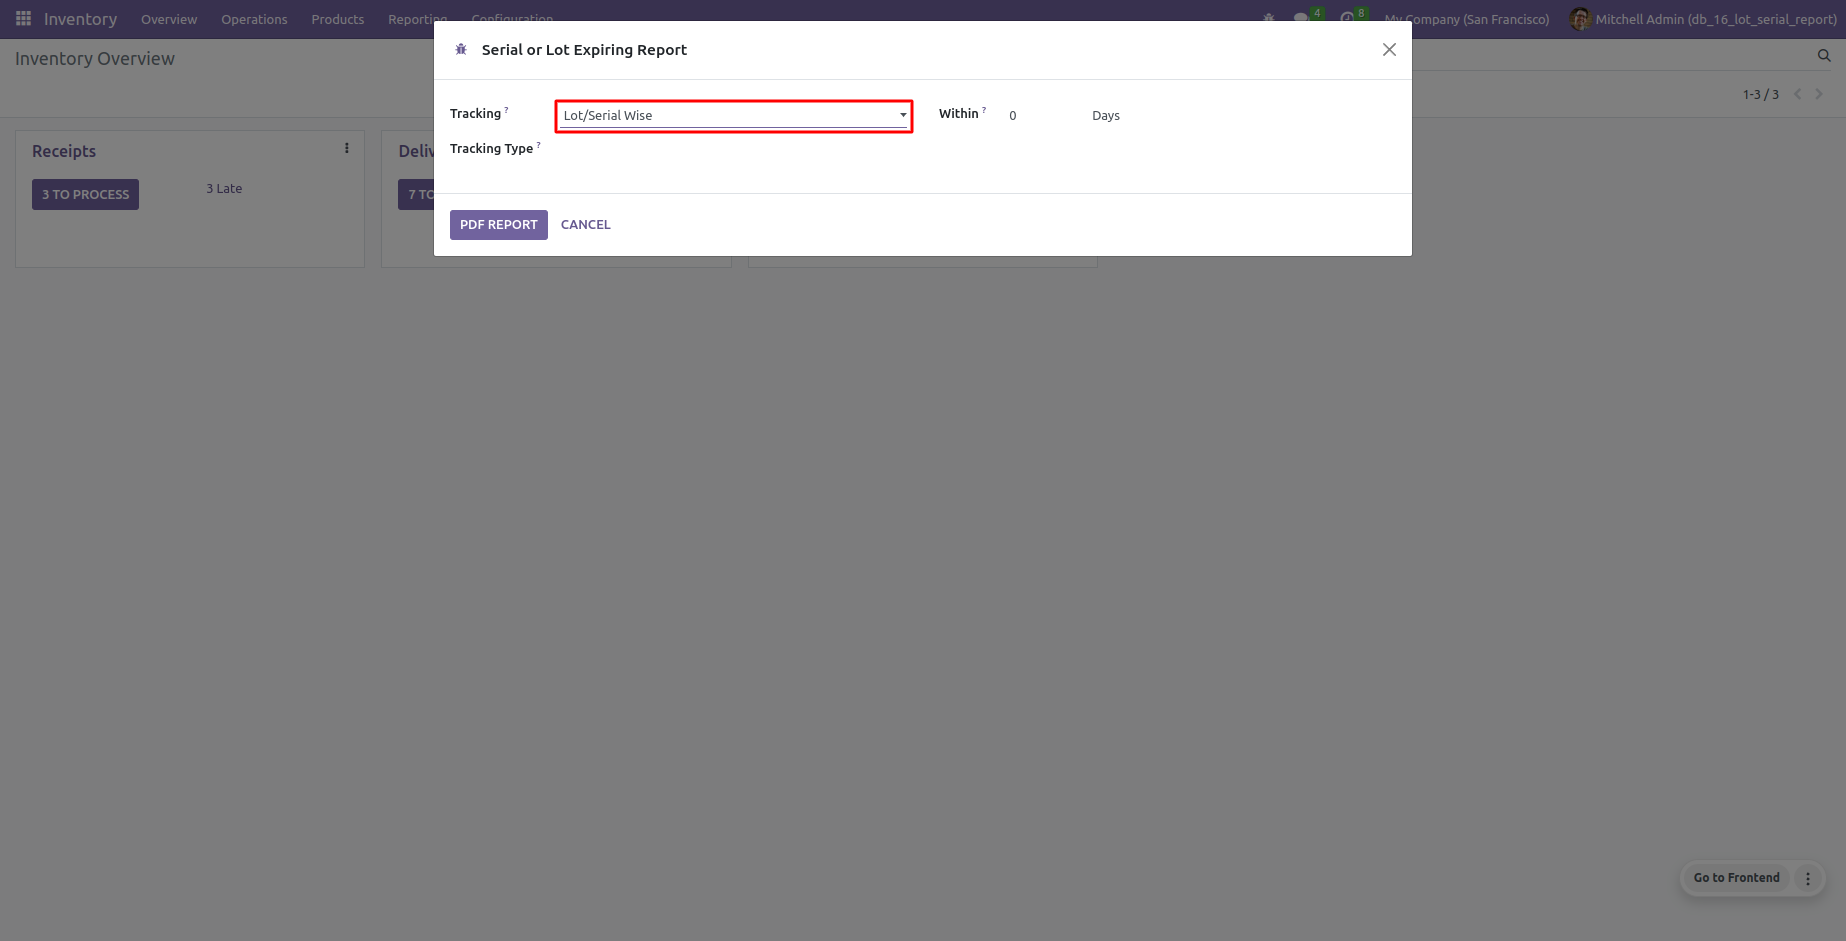 Inventory Overview Operations Products Reporting Configuration 4 8 My Company (San Francisco) Mitchell Admin (db_16_lot_serial_report)
Serial or Lot Expiring Report
Inventory Overview
1-3 / 3
Tracking ? Lot/Serial Wise Within ? 0 Days
Tracking Type ?
Receipts
3 TO PROCESS 3 Late
Deliv
7 TO
PDF REPORT CANCEL
Go to Frontend